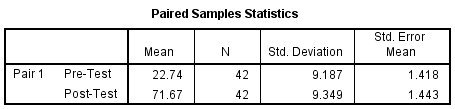 Paired Samples Statistics
Mean N Std. Deviation Std. Error Mean
Pair 1 Pre-Test 22.74 42 9.187 1.418
Post-Test 71.67 42 9.349 1.443